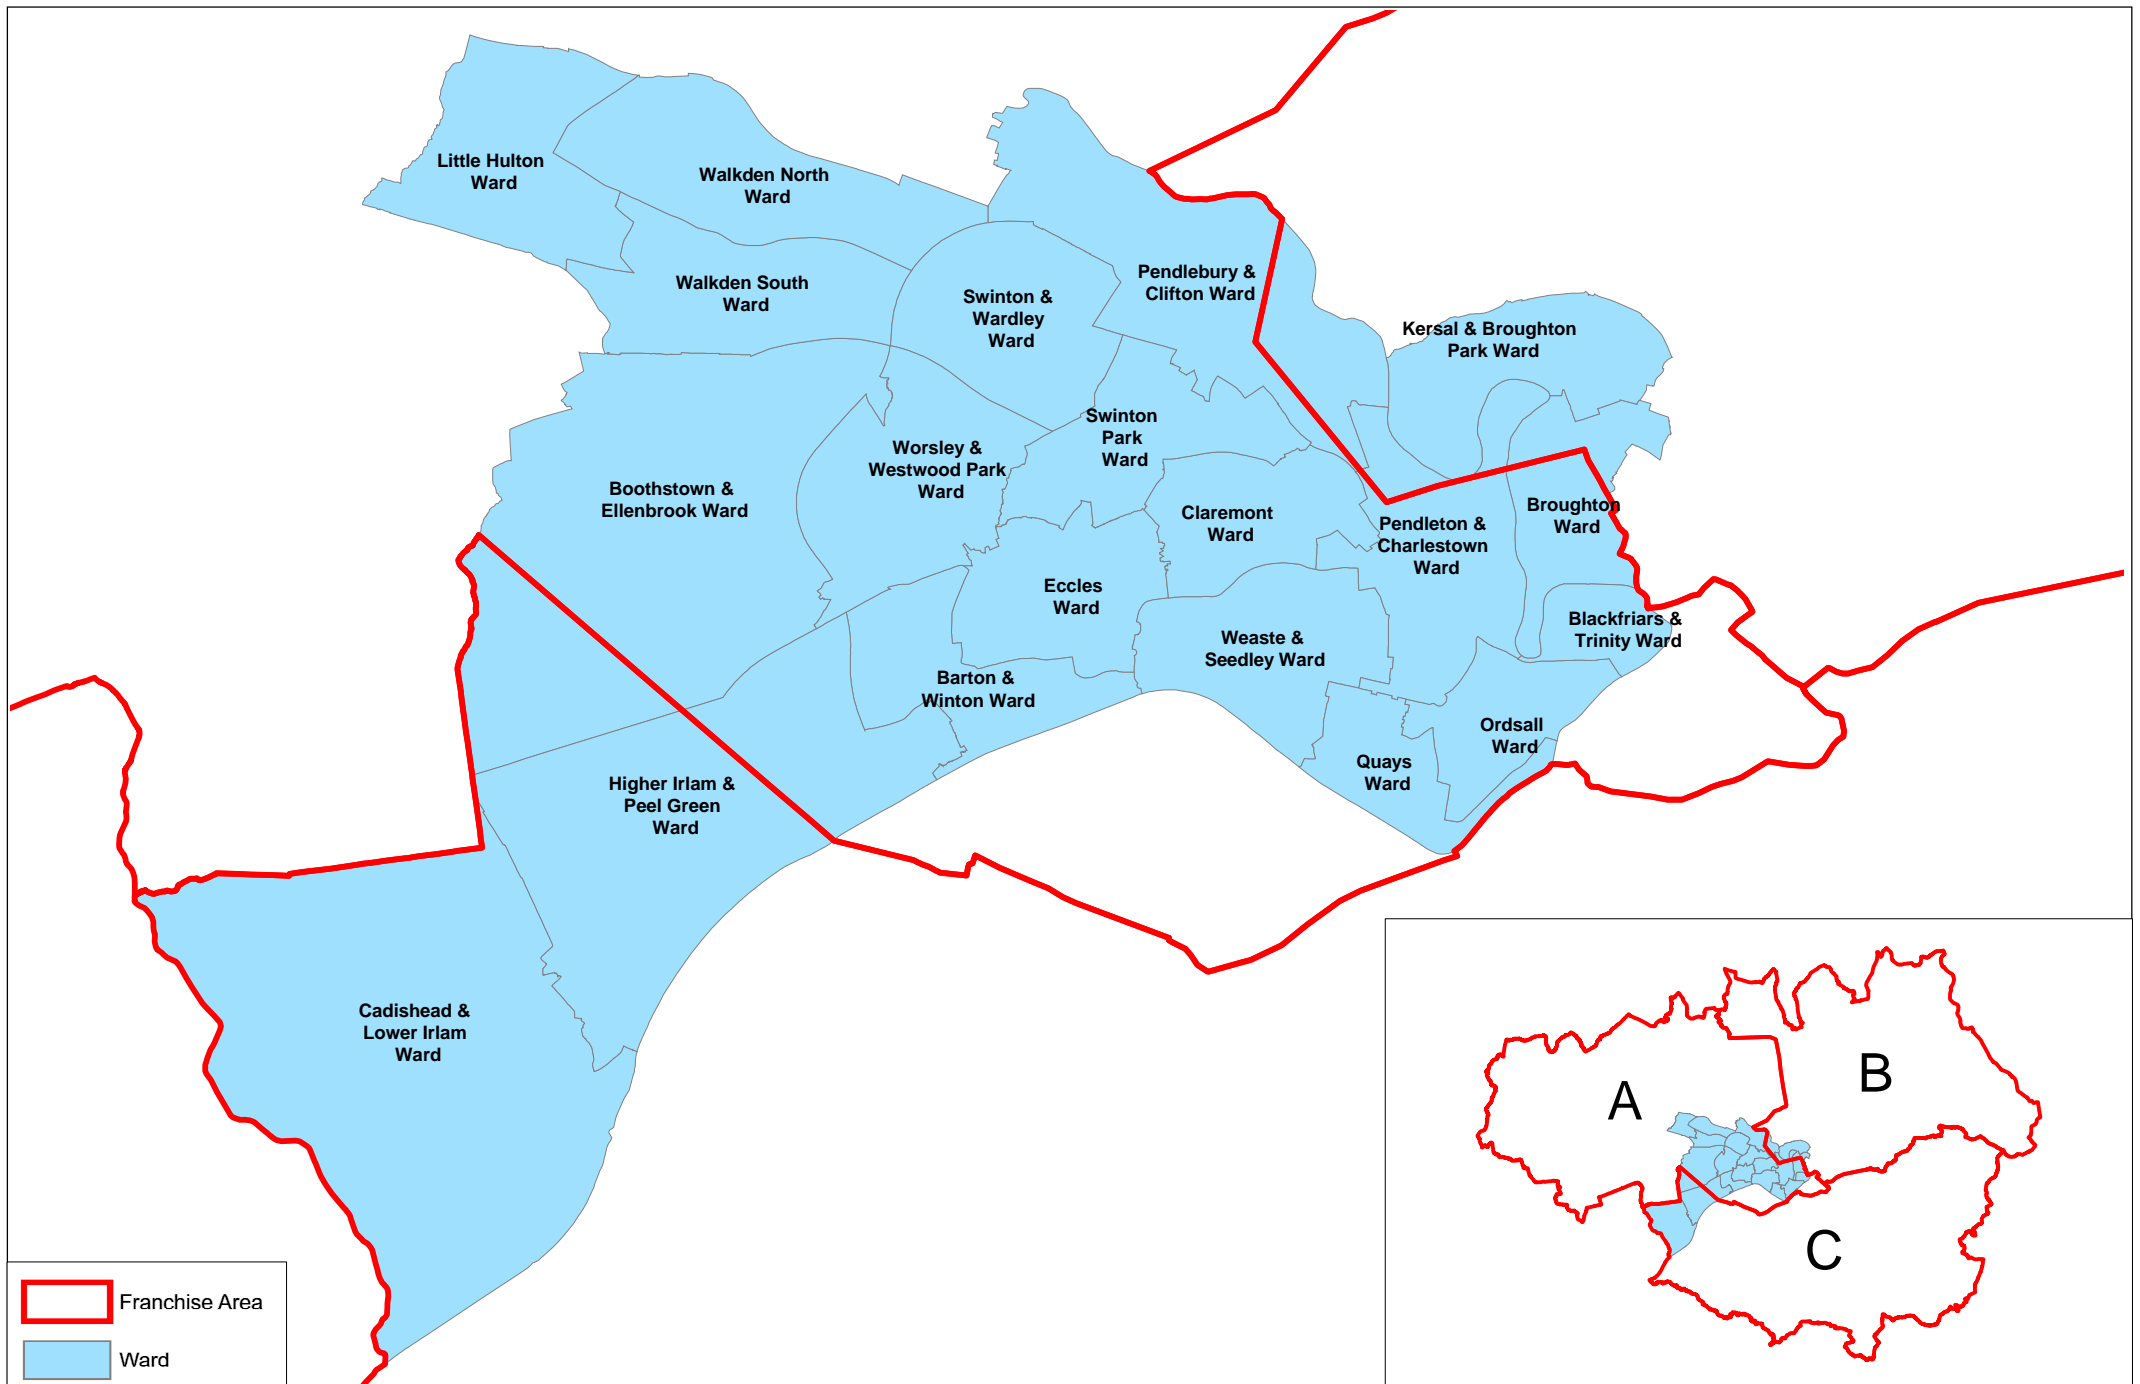 Little Hulton
Ward
Walkden North
Ward
Walkden South
Ward
Swinton &
Wardley
Ward
Pendlebury &
Clifton Ward
Kersal & Broughton
Park Ward
Swinton
Park
Ward
Worsley &
Westwood Park
Ward
Boothstown &
Ellenbrook Ward
Claremont
Ward
Pendleton &
Charlestown
Ward
Broughton
Ward
Eccles
Ward
Blackfriars &
Trinity Ward
Weaste &
Seedley Ward
Barton &
Winton Ward
Ordsall
Ward
Quays
Ward
Higher Irlam &
Peel Green
Ward
Cadishead &
Lower Irlam
Ward
A
B
C
Franchise Area
Ward